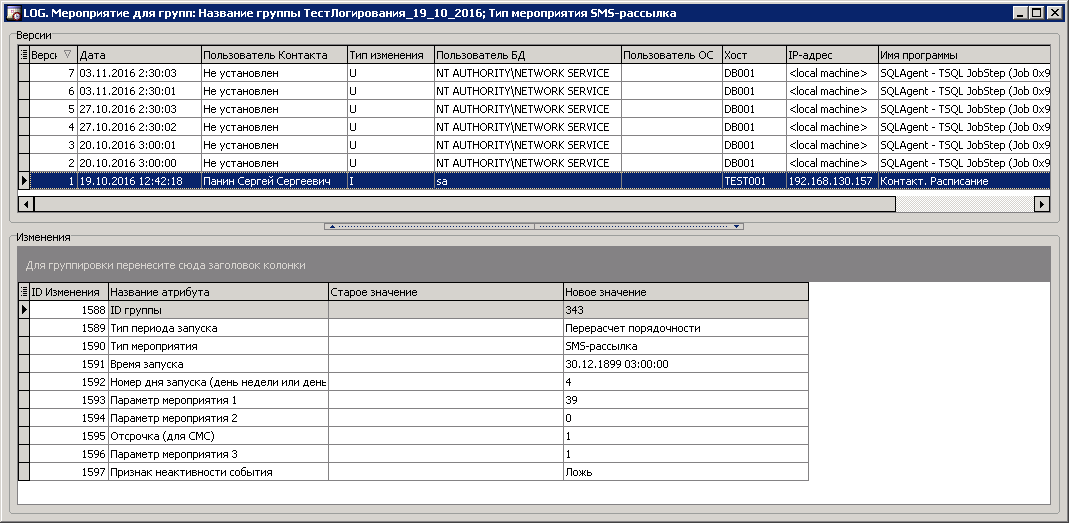 LOG. Мероприятие для групп: Название группы ТестЛогирования_19_10_2016; Тип мероприятия SMS-рассылка
Версии
Верси Дата Пользователь Контакта Тип изменения Пользователь БД Пользователь ОС Хост IP-адрес Имя программы
7 03.11.2016 2:30:03 Не установлен U NT AUTHORITY\NETWORK SERVICE DB001 <local machine> SQLAgent - TSQL JobStep (Job 0x9
6 03.11.2016 2:30:01 Не установлен U NT AUTHORITY\NETWORK SERVICE DB001 <local machine> SQLAgent - TSQL JobStep (Job 0x9
5 27.10.2016 2:30:03 Не установлен U NT AUTHORITY\NETWORK SERVICE DB001 <local machine> SQLAgent - TSQL JobStep (Job 0x9
4 27.10.2016 2:30:02 Не установлен U NT AUTHORITY\NETWORK SERVICE DB001 <local machine> SQLAgent - TSQL JobStep (Job 0x9
3 20.10.2016 3:00:01 Не установлен U NT AUTHORITY\NETWORK SERVICE DB001 <local machine> SQLAgent - TSQL JobStep (Job 0x9
2 20.10.2016 3:00:00 Не установлен U NT AUTHORITY\NETWORK SERVICE DB001 <local machine> SQLAgent - TSQL JobStep (Job 0x9
1 19.10.2016 12:42:18 Панин Сергей Сергеевич I sa TEST001 192.168.130.157 Контакт. Расписание
Изменения
Для группировки перенесите сюда заголовок колонки
ID Изменения Название атрибута Старое значение Новое значение
1588 ID группы 343
1589 Тип периода запуска Перерасчет порядочности
1590 Тип мероприятия SMS-рассылка
1591 Время запуска 30.12.1899 03:00:00
1592 Номер дня запуска (день недели или день 4
1593 Параметр мероприятия 1 39
1594 Параметр мероприятия 2 0
1595 Отсрочка (для СМС) 1
1596 Параметр мероприятия 3 1
1597 Признак неактивности события Ложь